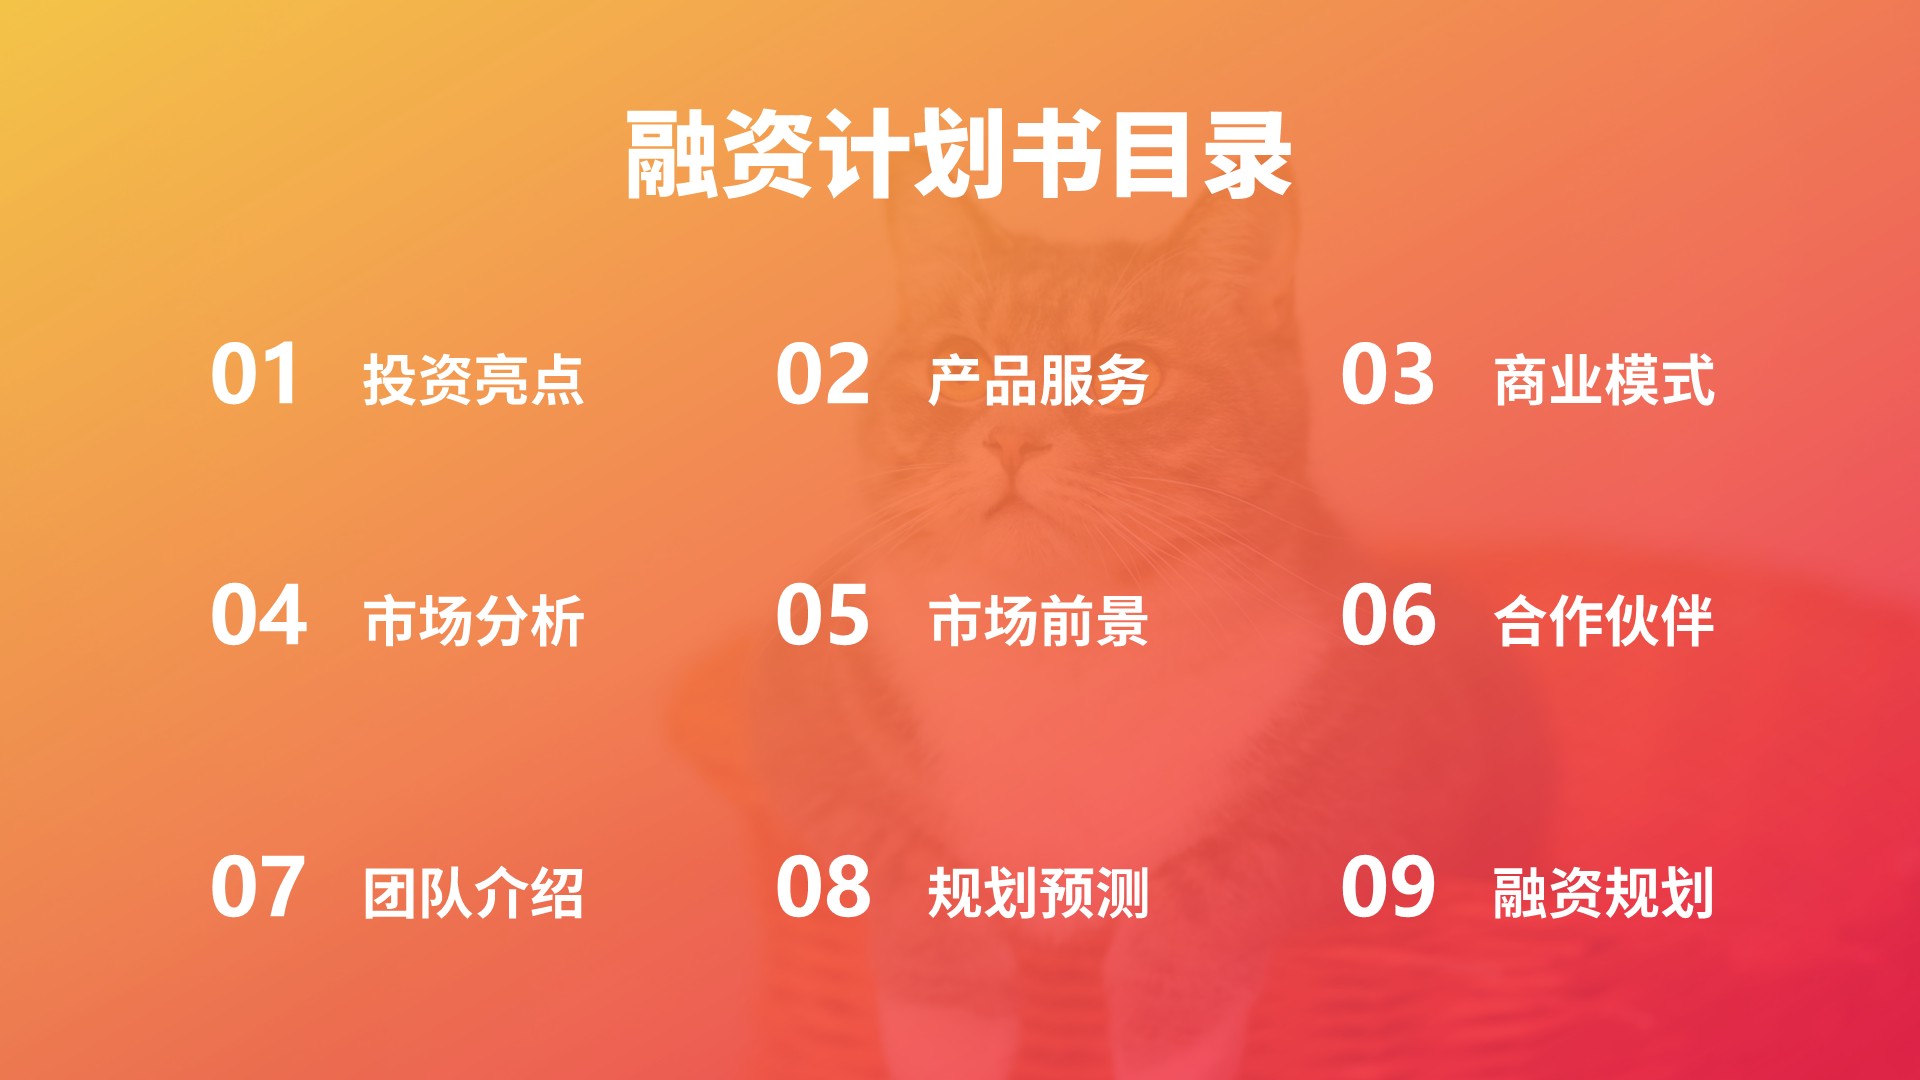 融资计划书目录
01 投资亮点
02 产品服务
03 商业模式
04 市场分析
05 市场前景
06 合作伙伴
07 团队介绍
08 规划预测
09 融资规划